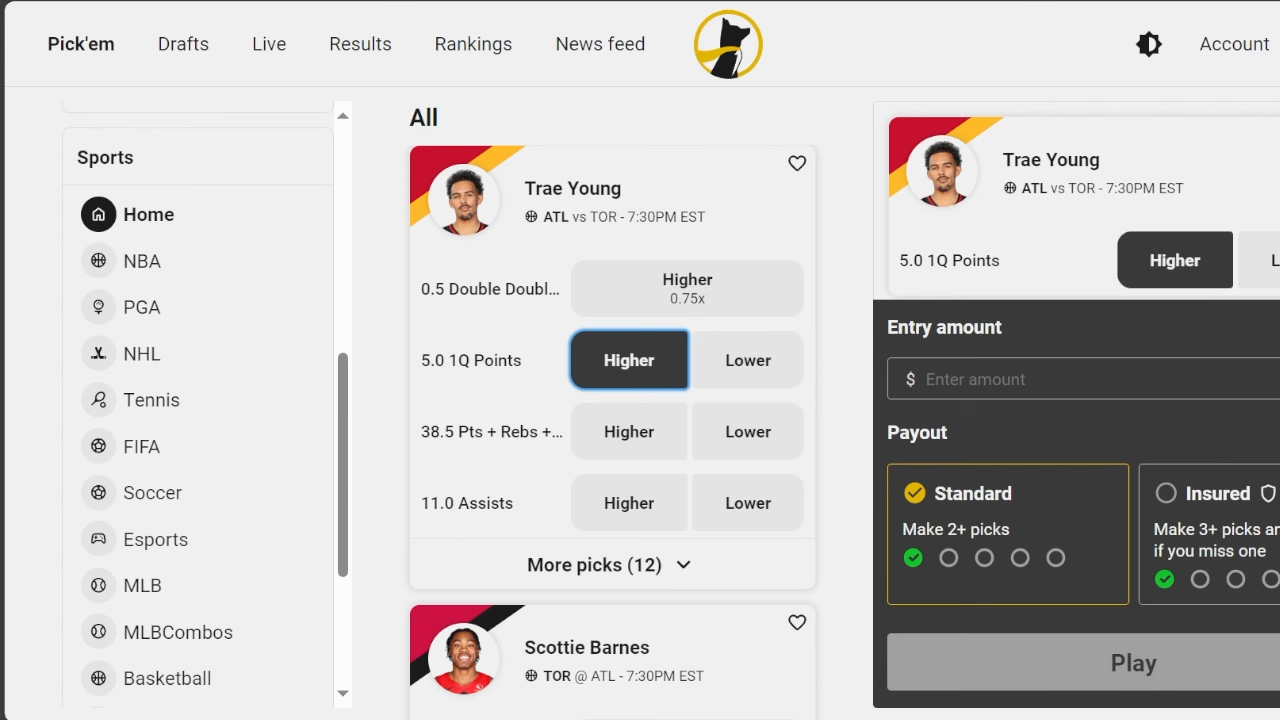 Pick'em Drafts Live Results Rankings News feed Account
Sports
Home
NBA
PGA
NHL
Tennis
FIFA
Soccer
Esports
MLB
MLBCombos
Basketball
All
Trae Young
ATL vs TOR - 7:30PM EST
0.5 Double Doubl...
Higher
0.75x
5.0 1Q Points Higher Lower
38.5 Pts + Rebs +... Higher Lower
11.0 Assists Higher Lower
More picks (12)
Scottie Barnes
TOR @ ATL - 7:30PM EST
Trae Young
ATL vs TOR - 7:30PM EST
5.0 1Q Points Higher L
Entry amount
$ Enter amount
Payout
Standard
Make 2+ picks
Insured
Make 3+ picks ar
if you miss one
Play